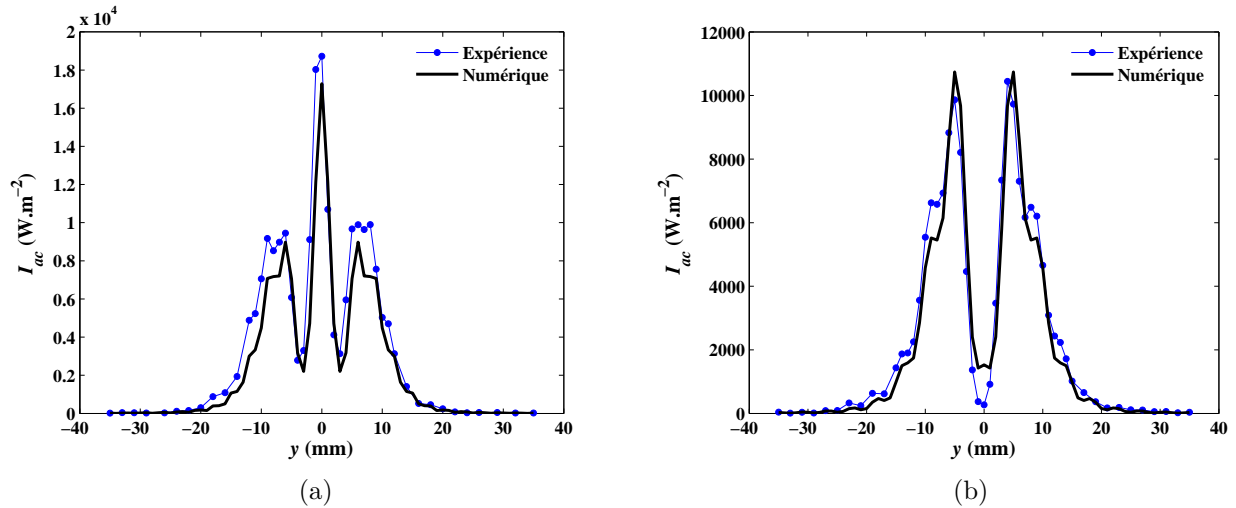 x 10⁴
2
1.8
1.6
1.4
1.2
1
0.8
0.6
0.4
0.2
0
I_ac (W.m⁻²)
Expérience
Numérique
−40 −30 −20 −10 0 10 20 30 40
y (mm)
(a)
12000
10000
8000
6000
4000
2000
0
I_ac (W.m⁻²)
Expérience
Numérique
−40 −30 −20 −10 0 10 20 30 40
y (mm)
(b)